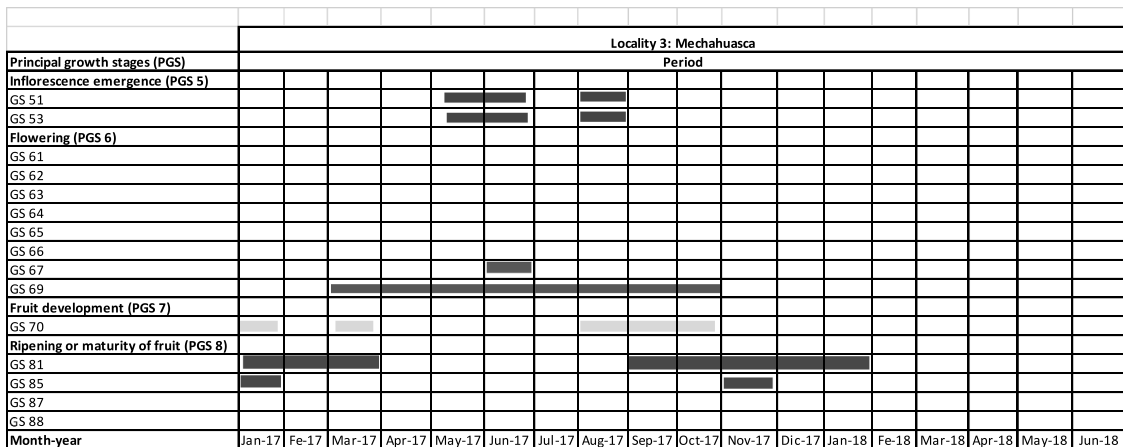 Locality 3: Mechahuasca
Principal growth stages (PGS) Period
Inflorescence emergence (PGS 5)
GS 51
GS 53
Flowering (PGS 6)
GS 61
GS 62
GS 63
GS 64
GS 65
GS 66
GS 67
GS 69
Fruit development (PGS 7)
GS 70
Ripening or maturity of fruit (PGS 8)
GS 81
GS 85
GS 87
GS 88
Month-year Jan-17 Fe-17 Mar-17 Apr-17 May-17 Jun-17 Jul-17 Aug-17 Sep-17 Oct-17 Nov-17 Dic-17 Jan-18 Fe-18 Mar-18 Apr-18 May-18 Jun-18